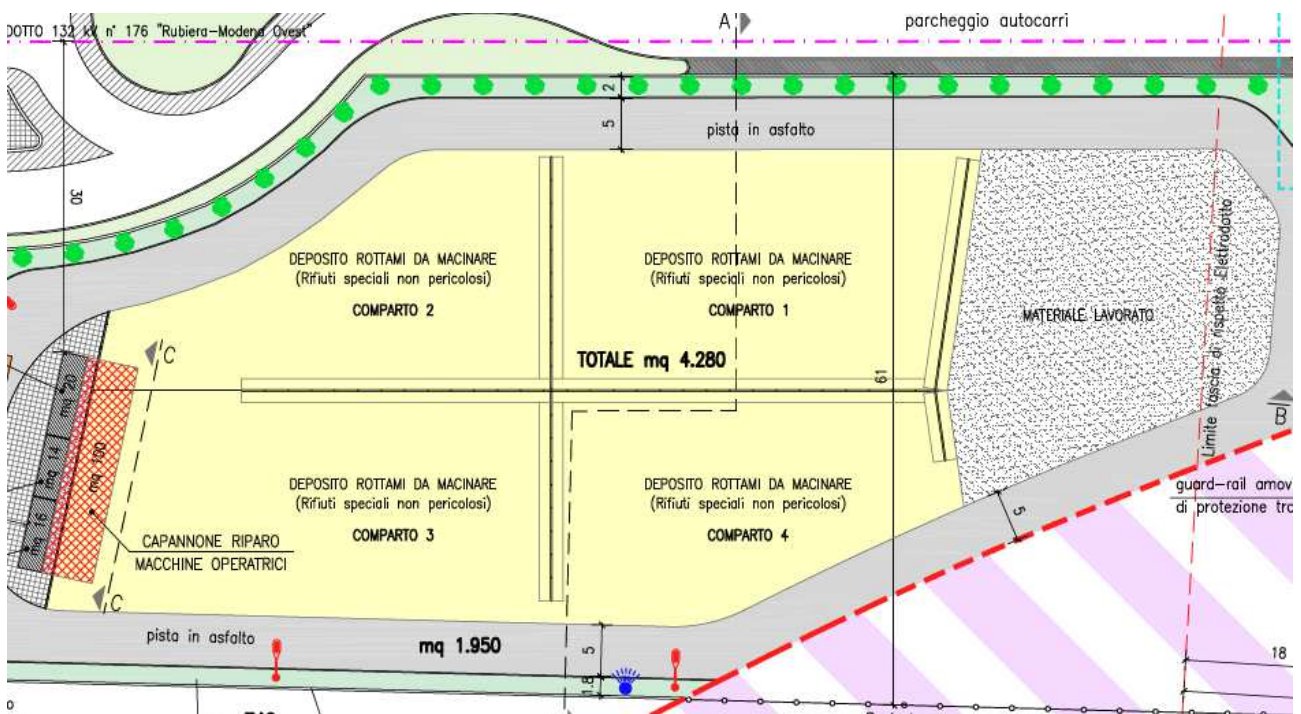 DOTTO 132 kV n° 176 "Rubiera-Modena Ovest"
A
parcheggio autocarri
2
5
pista in asfalto
30
DEPOSITO ROTTAMI DA MACINARE
(Rifiuti speciali non pericolosi)
COMPARTO 2
DEPOSITO ROTTAMI DA MACINARE
(Rifiuti speciali non pericolosi)
COMPARTO 1
MATERIALE LAVORATO
Limite fascia di rispetto Elettrodotto
C
TOTALE mq 4.280
61
B
mq 20
mq 14
mq 16
mq 100
DEPOSITO ROTTAMI DA MACINARE
(Rifiuti speciali non pericolosi)
COMPARTO 3
DEPOSITO ROTTAMI DA MACINARE
(Rifiuti speciali non pericolosi)
COMPARTO 4
5
guard-rail amov
di protezione tra
CAPANNONE RIPARO
MACCHINE OPERATRICI
C
pista in asfalto
mq 1.950
5
1.8
18